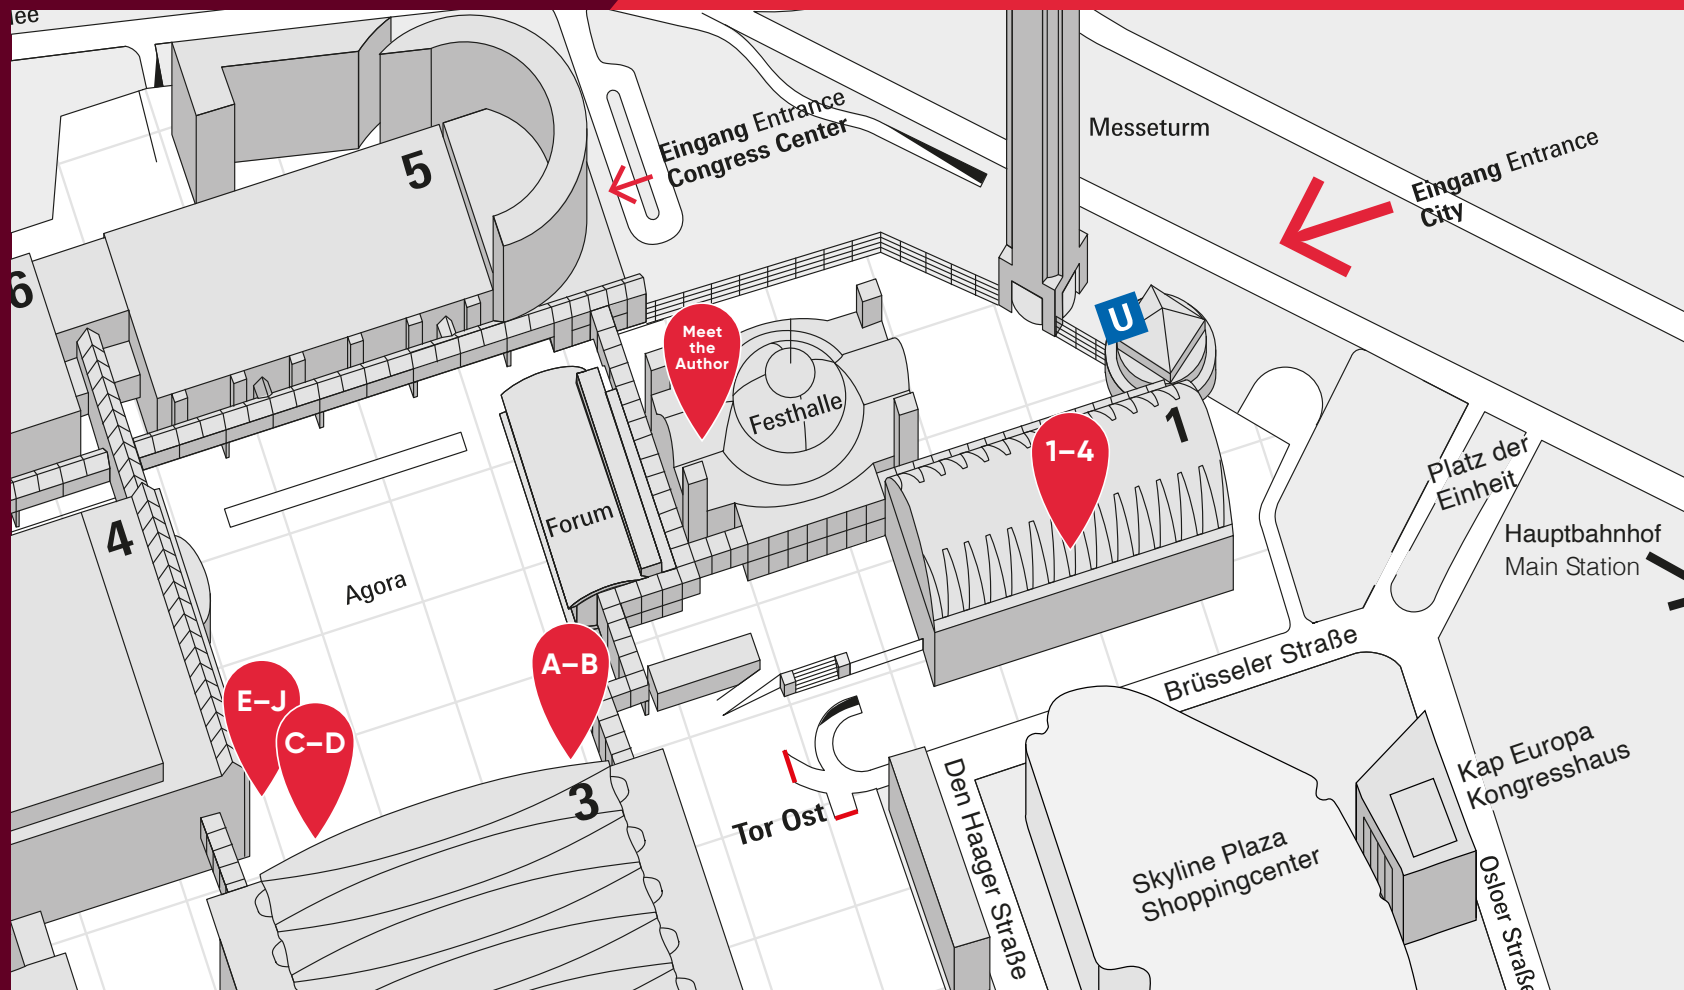 lee
Eingang Entrance
Congress Center
Messeturm
Eingang Entrance
City
5
6
U
Meet
the
Author
Festhalle
1
1–4
Platz der
Einheit
Hauptbahnhof
Main Station
4
Forum
Agora
Brüsseler Straße
A–B
E–J
C–D
3
Tor Ost
Den Haager Straße
Kap Europa
Kongresshaus
Skyline Plaza
Shoppingcenter
Osloer Straße